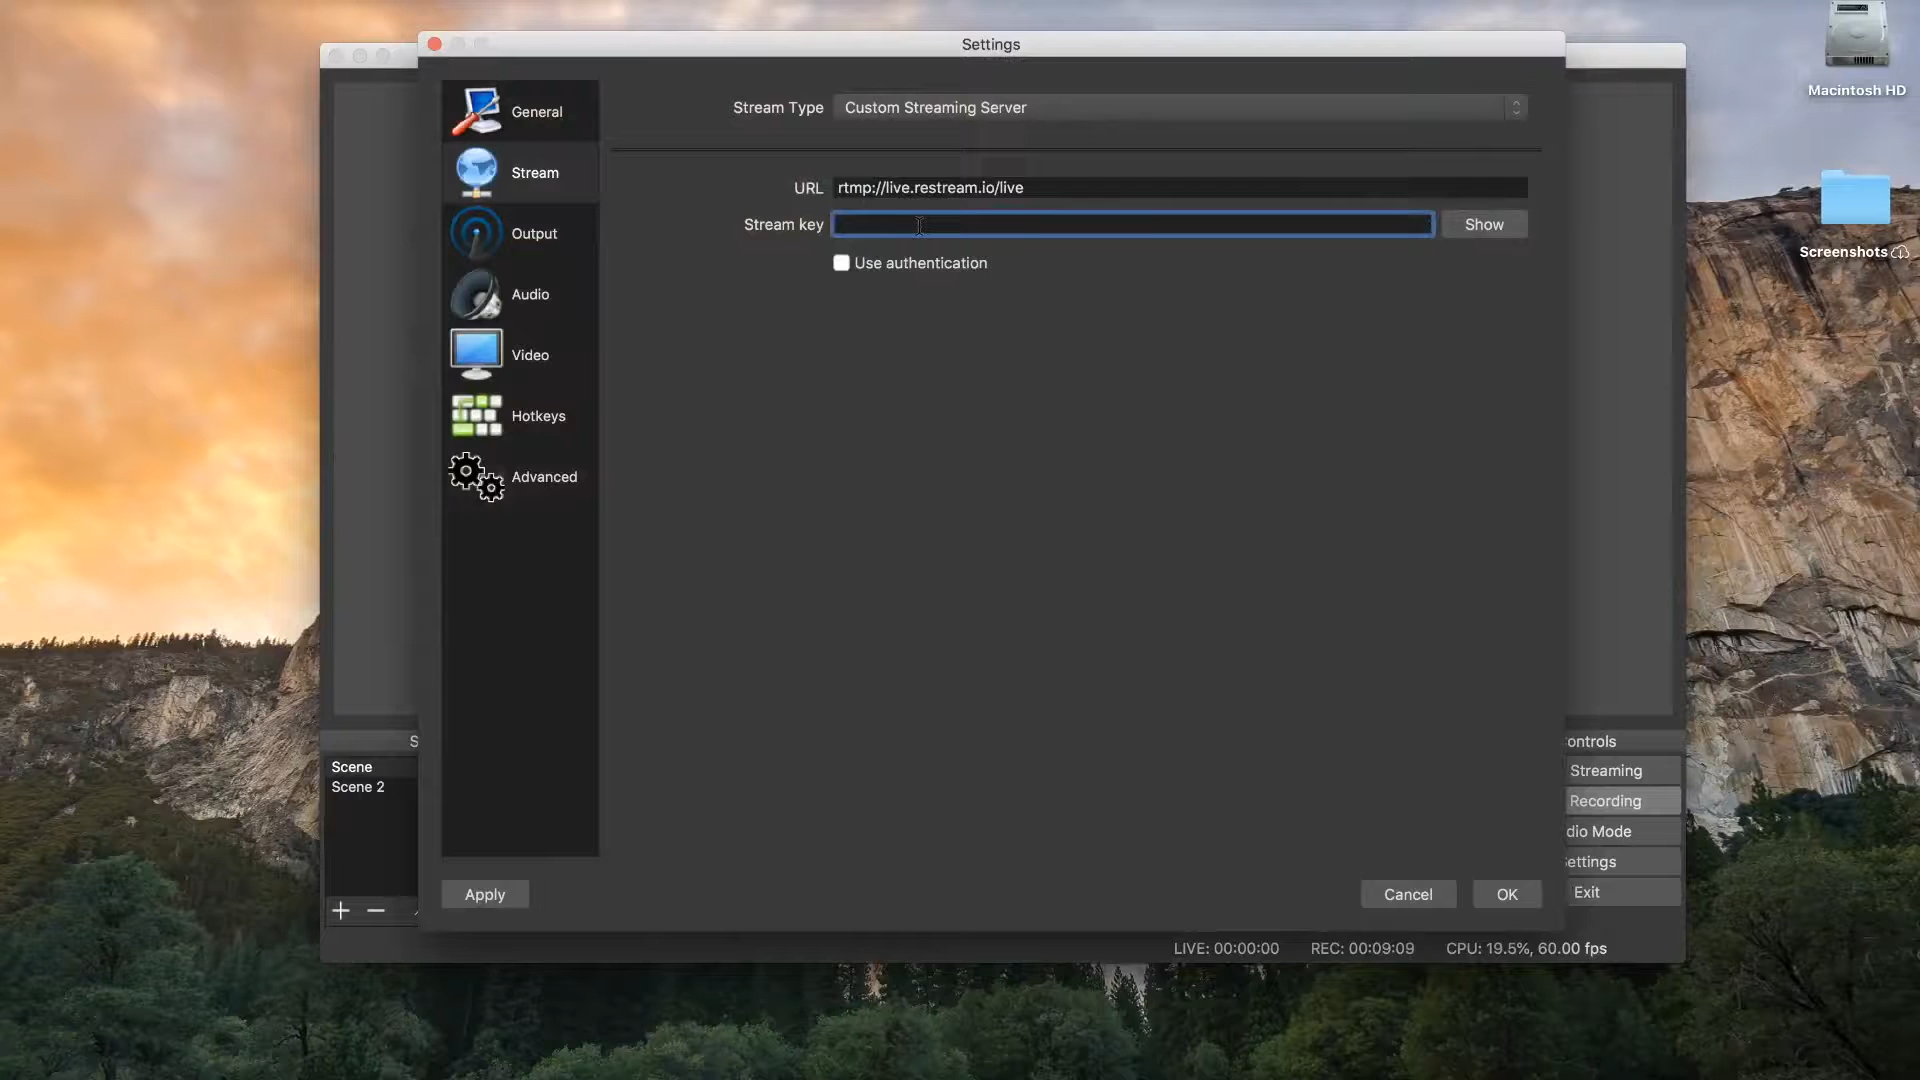 Settings
Macintosh HD
Screenshots
General
Stream
Output
Audio
Video
Hotkeys
Advanced
Stream Type
Custom Streaming Server
URL
rtmp://live.restream.io/live
Stream key
Show
Use authentication
S
Scene
Scene 2
ontrols
Streaming
Recording
dio Mode
ettings
Exit
Apply
Cancel
OK
LIVE: 00:00:00
REC: 00:09:09
CPU: 19.5%, 60.00 fps